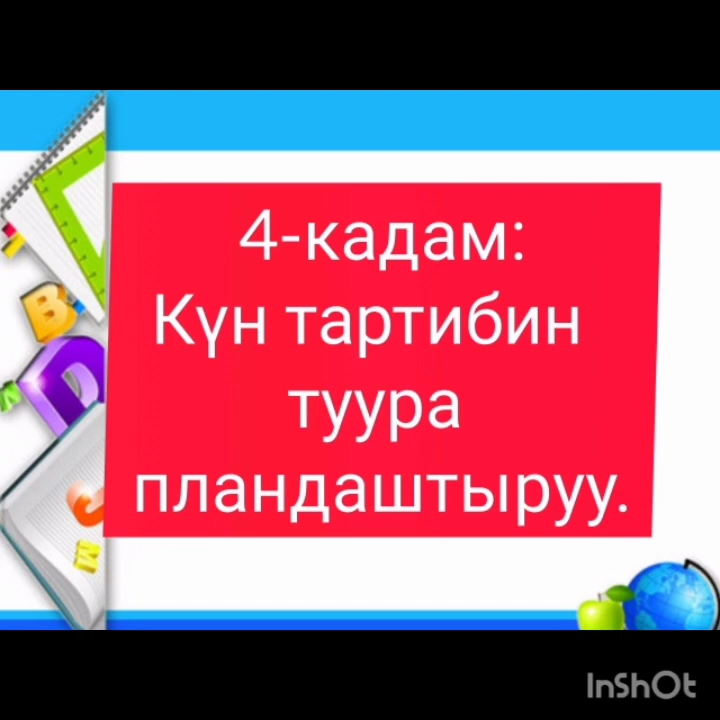 4-кадам:
Күн тартибин
туура
пландаштыруу.
InShOt